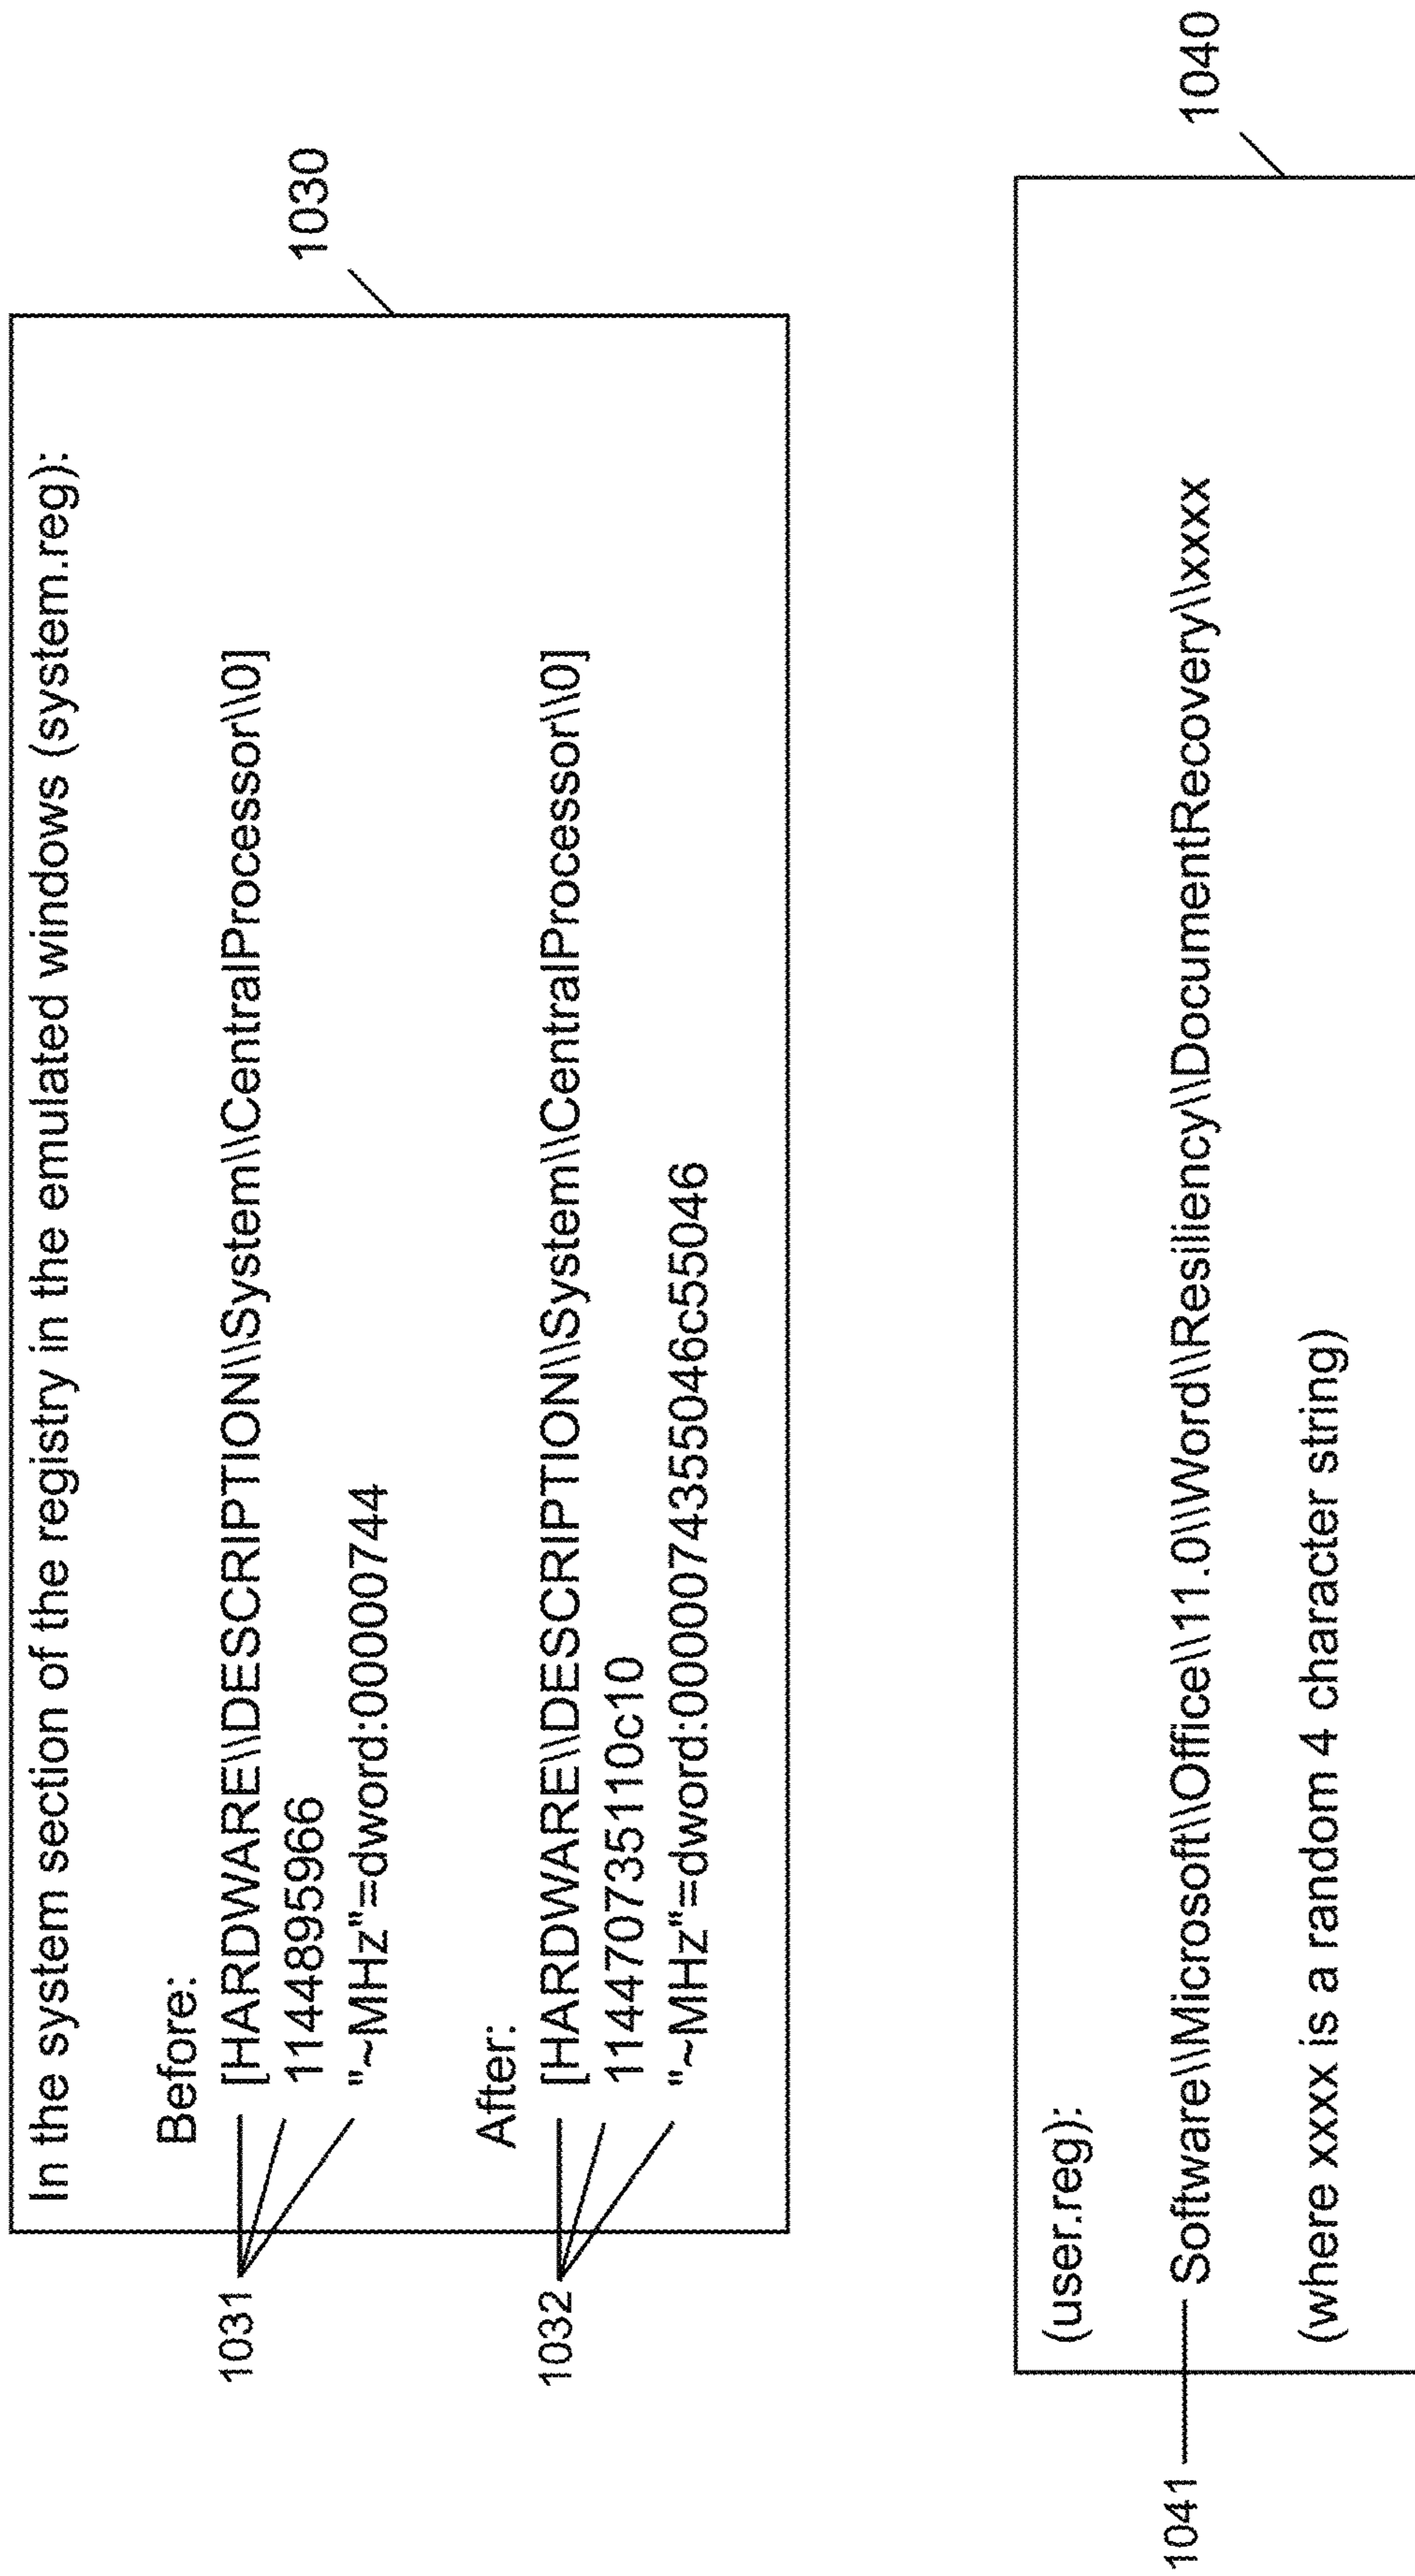 In the system section of the registry in the emulated windows (system.reg):
Before:
[HARDWARE\\DESCRIPTION\\System\\CentralProcessor\\0]
1144895966
"~MHz"=dword:00000744
After:
[HARDWARE\\DESCRIPTION\\System\\CentralProcessor\\0]
114470735110c10
"~MHz"=dword:0000074355046c55046
1030
1031
1032
(user.reg):
Software\\Microsoft\\Office\\11.0\\Word\\Resiliency\\DocumentRecovery\\xxxx
(where xxxx is a random 4 character string)
1040
1041